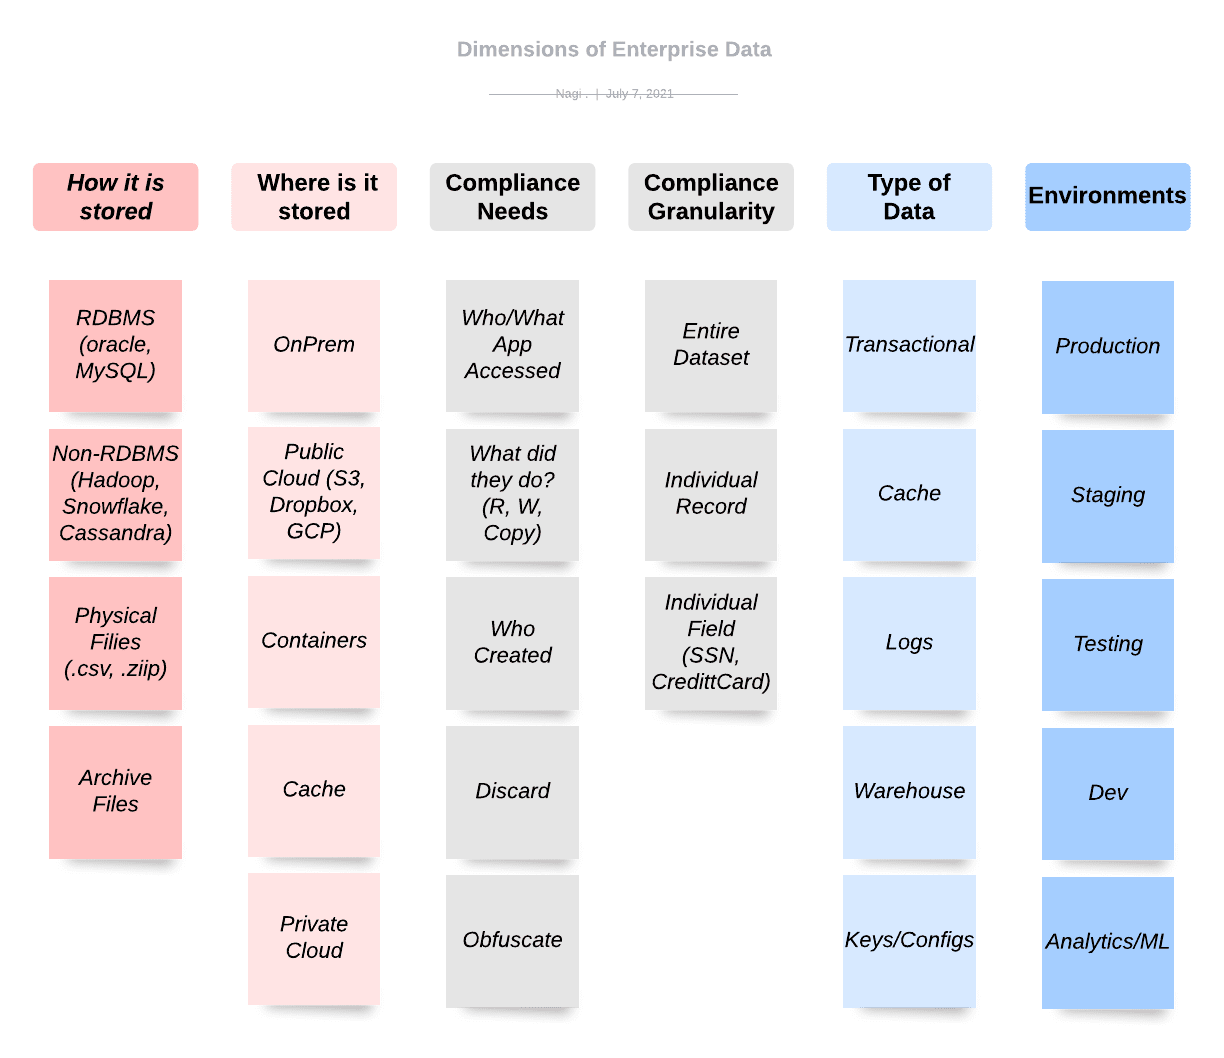 Dimensions of Enterprise Data
Nagi . | July 7, 2021
How it is
stored
Where is it
stored
Compliance
Needs
Compliance
Granularity
Type of
Data
Environments
RDBMS
(oracle,
MySQL)
Non-RDBMS
(Hadoop,
Snowflake,
Cassandra)
Physical
Filies
(.csv, .ziip)
Archive
Files
OnPrem
Public
Cloud (S3,
Dropbox,
GCP)
Containers
Cache
Private
Cloud
Who/What
App
Accessed
What did
they do?
(R, W,
Copy)
Who
Created
Discard
Obfuscate
Entire
Dataset
Individual
Record
Individual
Field
(SSN,
CredittCard)
Transactional
Cache
Logs
Warehouse
Keys/Configs
Production
Staging
Testing
Dev
Analytics/ML